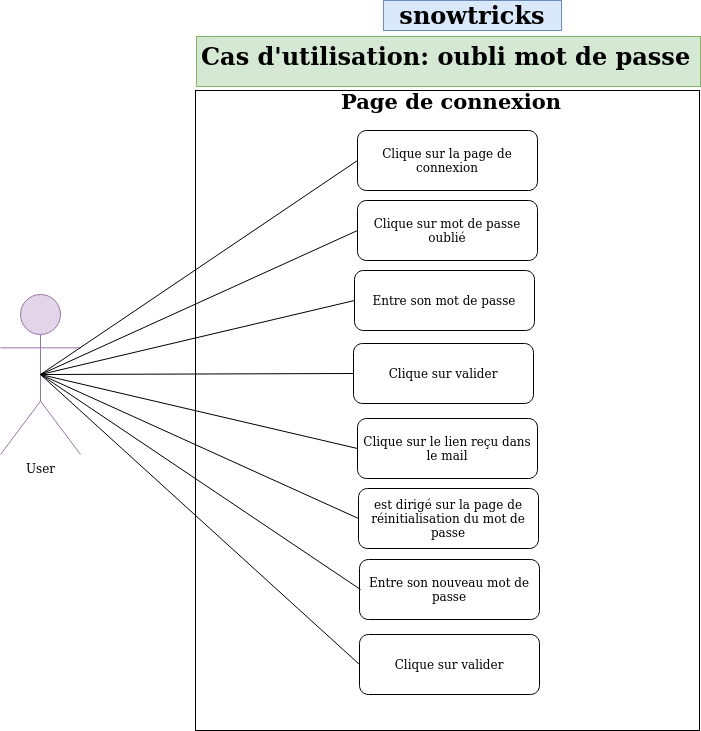 snowtricks
Cas d'utilisation: oubli mot de passe
Page de connexion
Clique sur la page de
connexion
Clique sur mot de passe
oublié
Entre son mot de passe
Clique sur valider
Clique sur le lien reçu dans
le mail
est dirigé sur la page de
réinitialisation du mot de
passe
Entre son nouveau mot de
passe
Clique sur valider
User